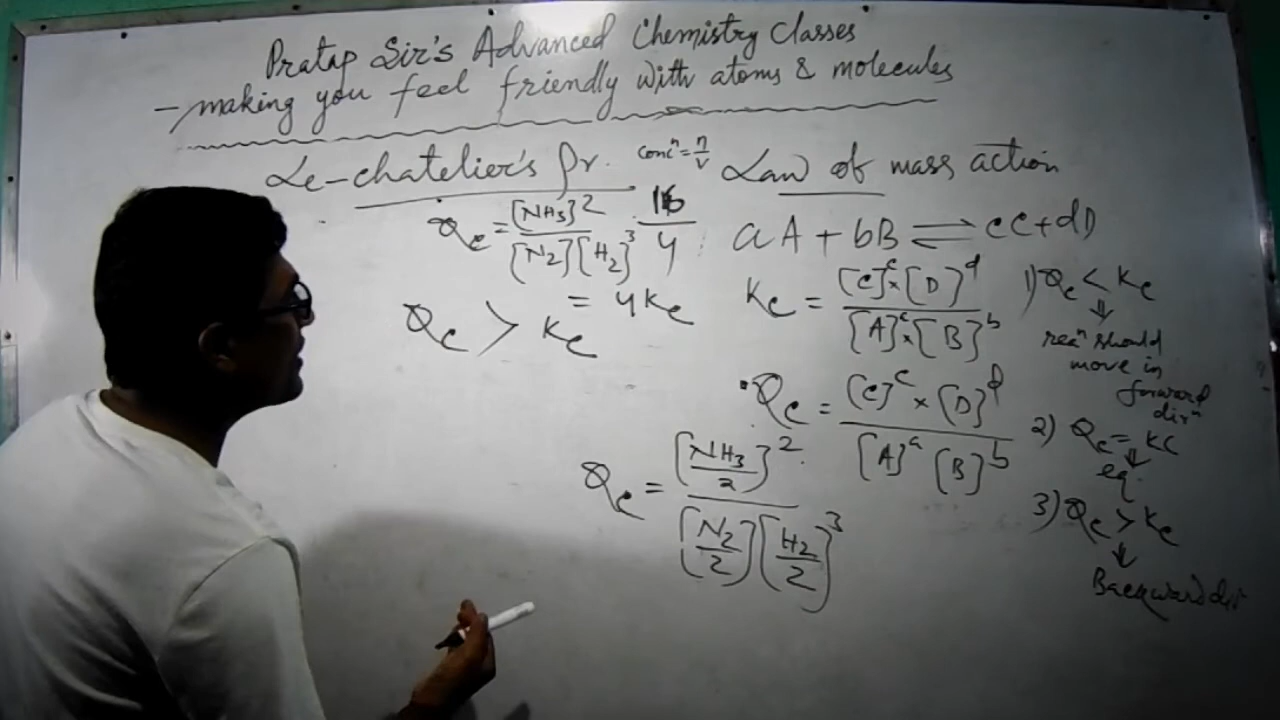 Pratap Sir's Advanced Chemistry Classes
- making you feel friendly with atoms & molecules
Le-chatelier's Pr.
concⁿ = n/v
Law of mass action
Qc = [NH₃]² / [N₂][H₂]³ 16/4
= 4Kc
Qc > Kc
aA + bB ⇌ cC + dD
Kc = [C]ᶜ × [D]ᵈ / [A]ᵃ × [B]ᵇ
Qc = [C]ᶜ × [D]ᵈ / [A]ᵃ [B]ᵇ
Qc = [NH₃/2]² / [N₂/2][H₂/2]³
1) Qc < Kc
↓
reaⁿ should
move in
forward
dirⁿ
2) Qc = Kc
↓
eq.
3) Qc > Kc
↓
Backward dirⁿ